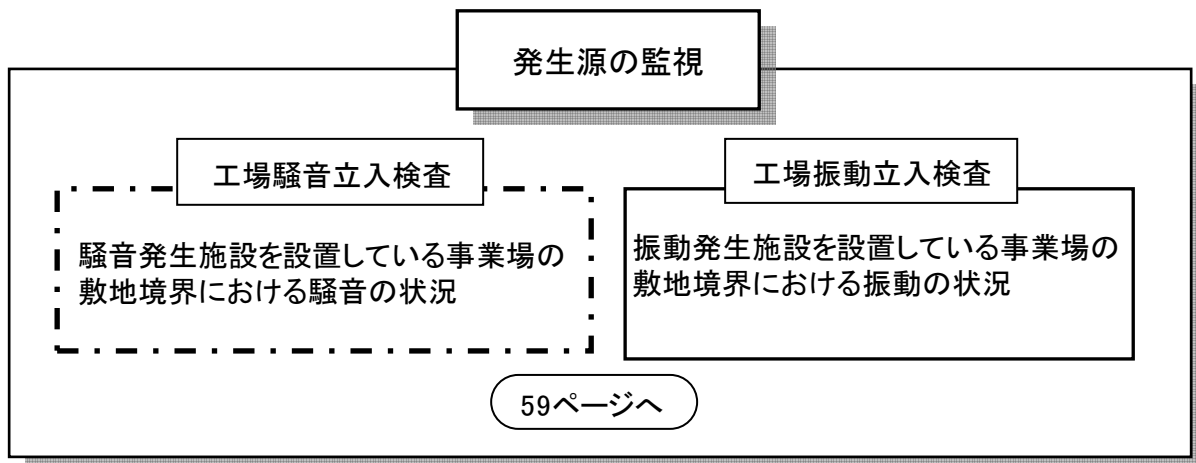 発生源の監視
工場騒音立入検査
騒音発生施設を設置している事業場の
敷地境界における騒音の状況
工場振動立入検査
振動発生施設を設置している事業場の
敷地境界における振動の状況
59ページへ